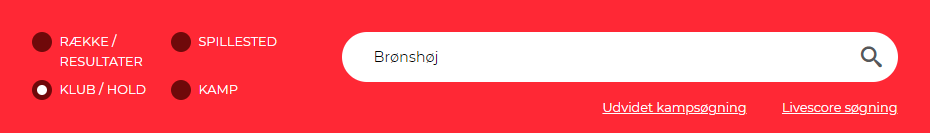 RÆKKE /
RESULTATER
SPILLESTED
KLUB / HOLD
KAMP
Brønshøj
Udvidet kampsøgning
Livescore søgning